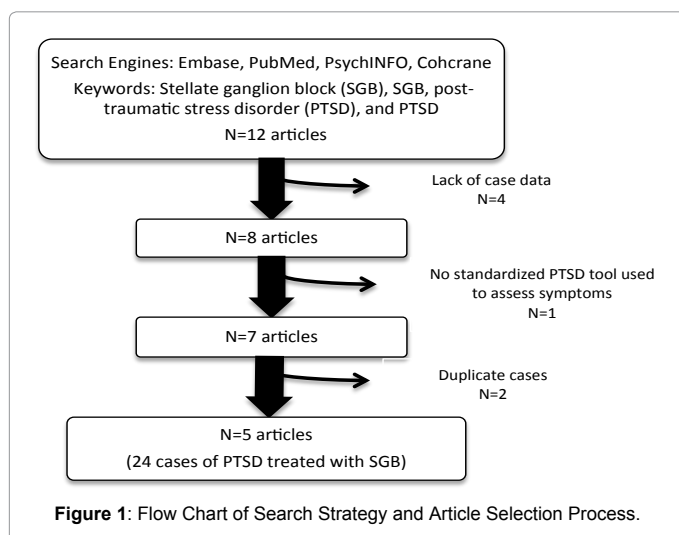 Search Engines: Embase, PubMed, PsychINFO, Cohcrane
Keywords: Stellate ganglion block (SGB), SGB, post-
traumatic stress disorder (PTSD), and PTSD
N=12 articles
Lack of case data
N=4
N=8 articles
No standardized PTSD tool used
to assess symptoms
N=1
N=7 articles
Duplicate cases
N=2
N=5 articles
(24 cases of PTSD treated with SGB)
Figure 1: Flow Chart of Search Strategy and Article Selection Process.